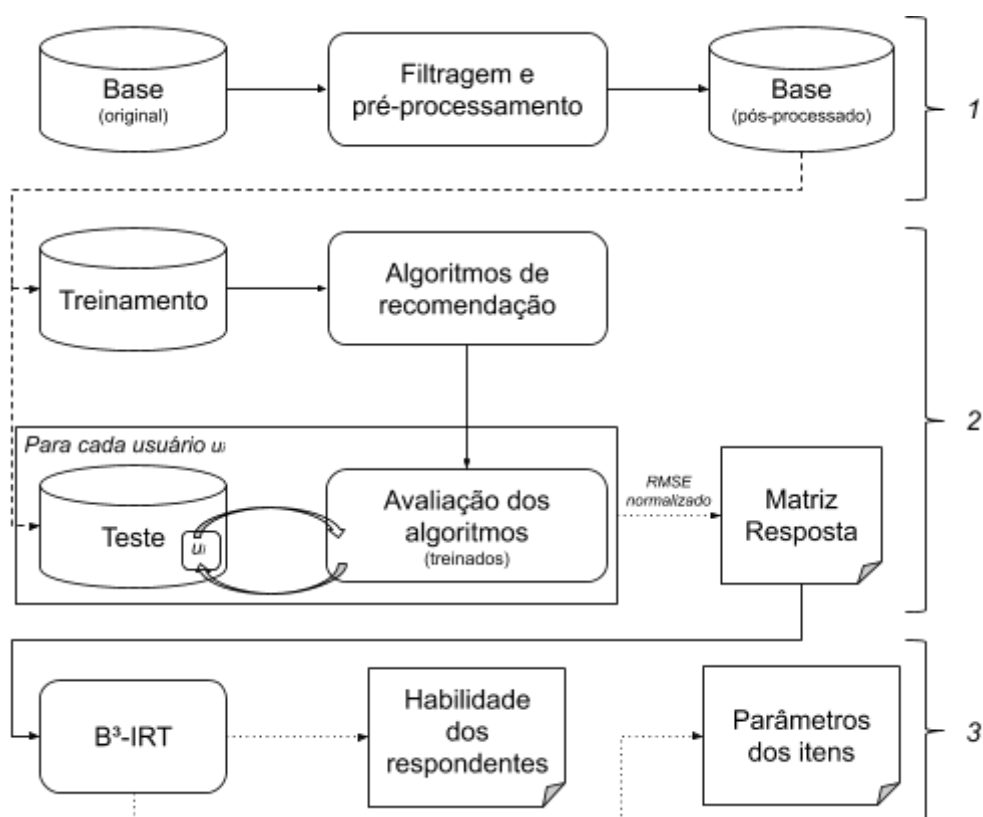 Base
(original)
Filtragem e
pré-processamento
Base
(pós-processado)
1
Treinamento
Algoritmos de
recomendação
2
Para cada usuário uᵢ
Teste
uᵢ
Avaliação dos
algoritmos
(treinados)
RMSE
normalizado
Matriz
Resposta
B³-IRT
Habilidade
dos
respondentes
Parâmetros
dos itens
3